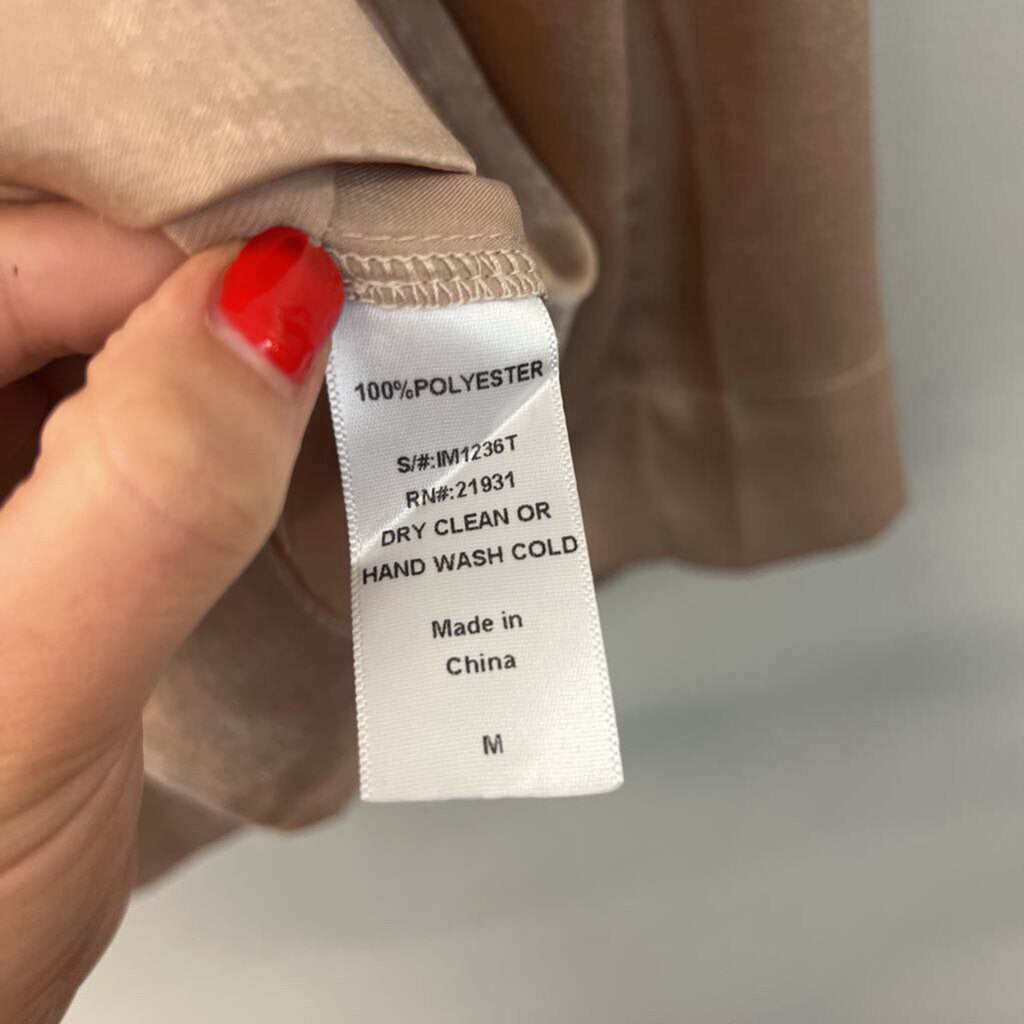 100%POLYESTER
S/#:IM1236T
RN#:21931
DRY CLEAN OR
HAND WASH COLD
Made in
China
M